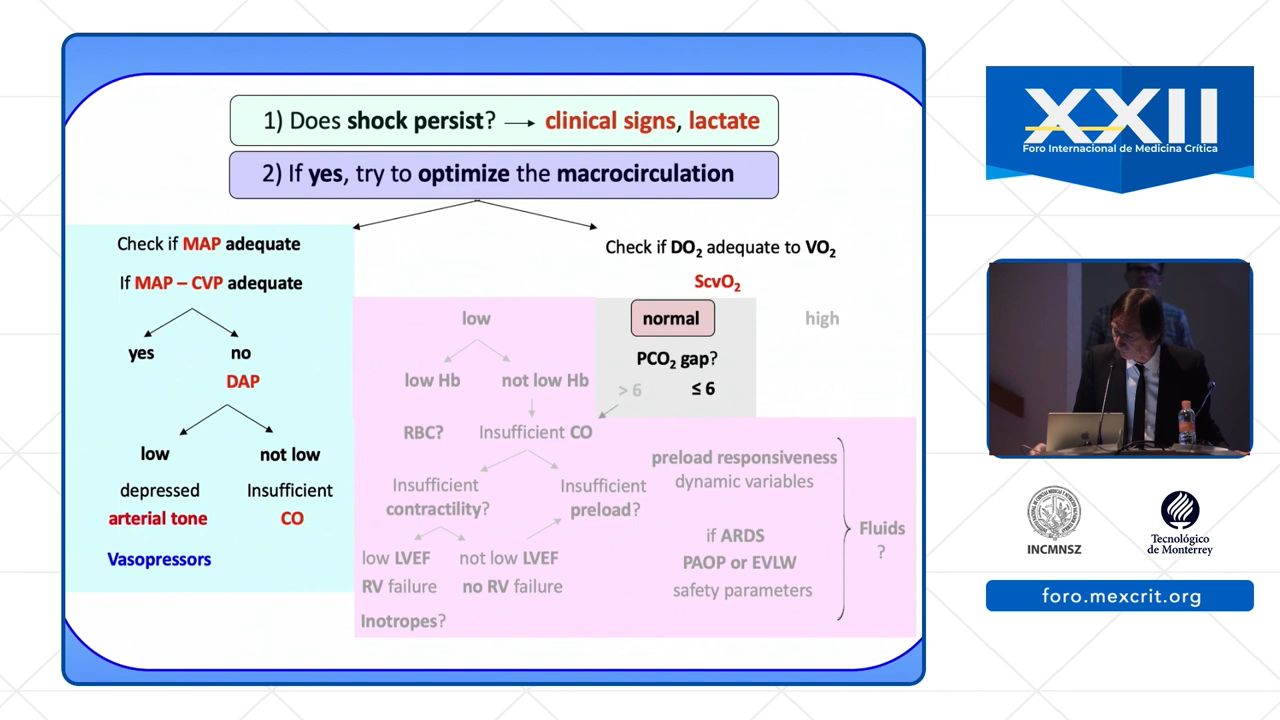 1) Does shock persist? → clinical signs, lactate
2) If yes, try to optimize the macrocirculation
Check if MAP adequate
If MAP – CVP adequate
yes
no
DAP
low
not low
depressed
arterial tone
Insufficient
CO
Vasopressors
Check if DO₂ adequate to VO₂
ScvO₂
low
normal
high
PCO₂ gap?
> 6
≤ 6
low Hb
not low Hb
RBC?
Insufficient CO
Insufficient
contractility?
Insufficient
preload?
low LVEF
RV failure
not low LVEF
no RV failure
Inotropes?
preload responsiveness
dynamic variables
if ARDS
PAOP or EVLW
safety parameters
Fluids
?
XXII
Foro Internacional de Medicina Crítica
INCMNSZ
Tecnológico
de Monterrey
foro.mexcrit.org